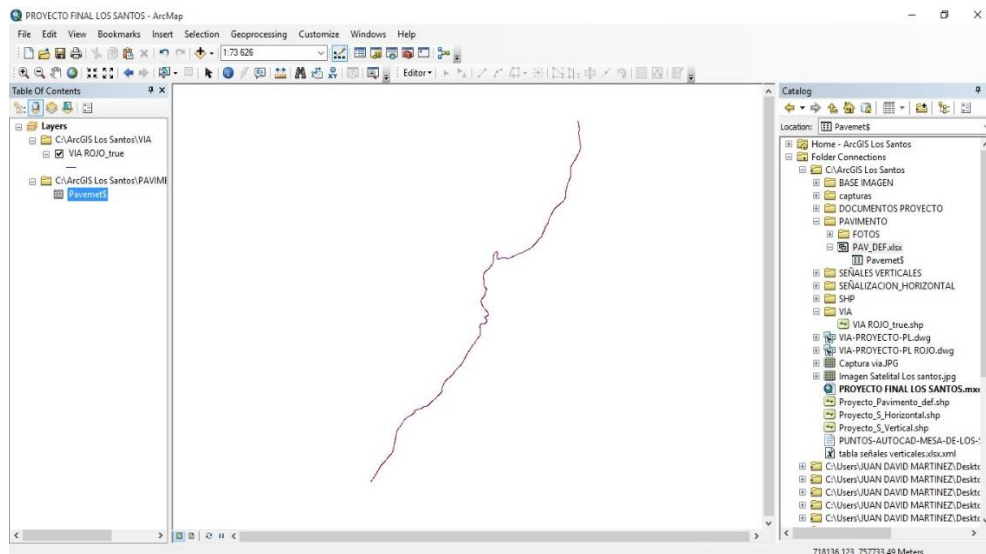 PROYECTO FINAL LOS SANTOS - ArcMap
File Edit View Bookmarks Insert Selection Geoprocessing Customize Windows Help
1:73 626
Editor
Table Of Contents
Layers
C:\ArcGIS Los Santos\VIA
VIA ROJO_true
C:\ArcGIS Los Santos\PAVIME
Pavemet$
Catalog
Location: Pavemet$
Home - ArcGIS Los Santos
Folder Connections
C:\ArcGIS Los Santos
BASE IMAGEN
capturas
DOCUMENTOS PROYECTO
PAVIMENTO
FOTOS
PAV_DEF.xlsx
Pavemet$
SEÑALES VERTICALES
SEÑALIZACION_HORIZONTAL
SHP
VIA
VIA ROJO_true.shp
VIA-PROYECTO-PL.dwg
VIA-PROYECTO-PL ROJO.dwg
Captura via.JPG
Imagen Satelital Los santos.jpg
PROYECTO FINAL LOS SANTOS.mxd
Proyecto_Pavimento_def.shp
Proyecto_S_Horizontal.shp
Proyecto_S_Vertical.shp
PUNTOS-AUTOCAD-MESA-DE-LOS-
tabla señales verticales.xlsx.xml
C:\Users\JUAN DAVID MARTINEZ\Deskto
C:\Users\JUAN DAVID MARTINEZ\Deskto
C:\Users\JUAN DAVID MARTINEZ\Deskto
C:\Users\JUAN DAVID MARTINEZ\Deskto
C:\Users\JUAN DAVID MARTINEZ\Deskto
718136,123 757733,49 Meters